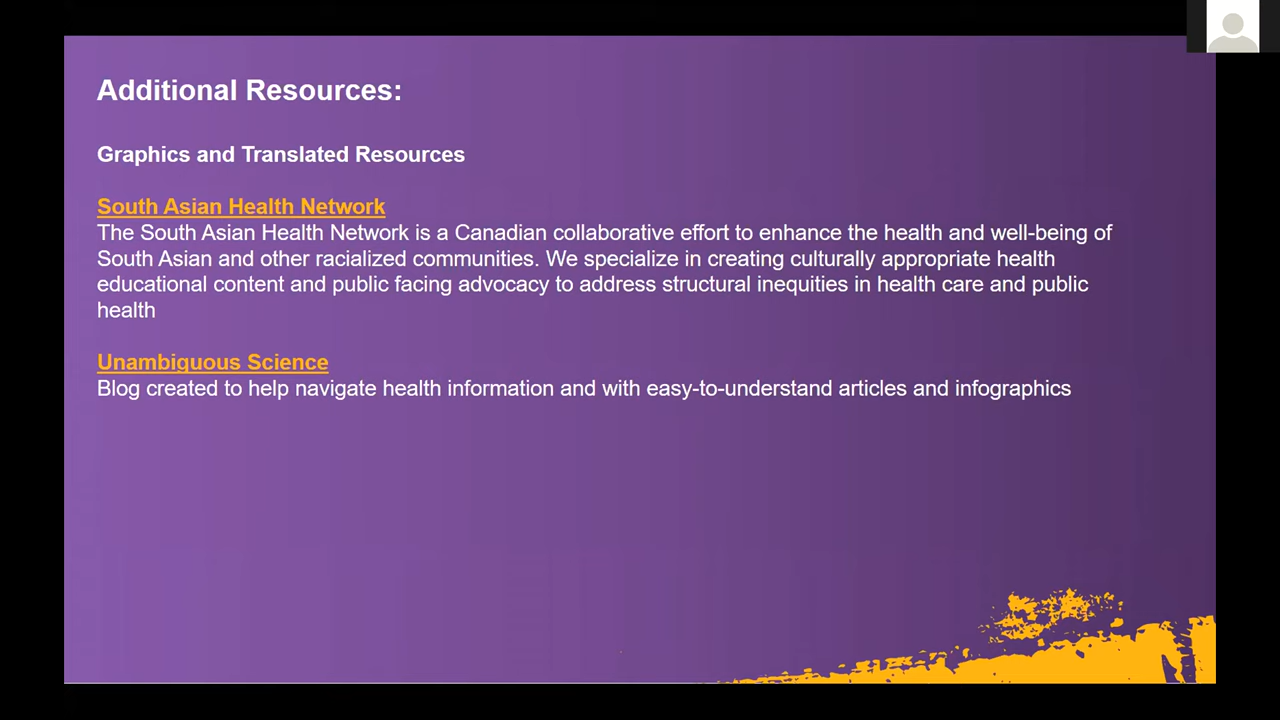 Additional Resources:
Graphics and Translated Resources
South Asian Health Network
The South Asian Health Network is a Canadian collaborative effort to enhance the health and well-being of
South Asian and other racialized communities. We specialize in creating culturally appropriate health
educational content and public facing advocacy to address structural inequities in health care and public
health
Unambiguous Science
Blog created to help navigate health information and with easy-to-understand articles and infographics